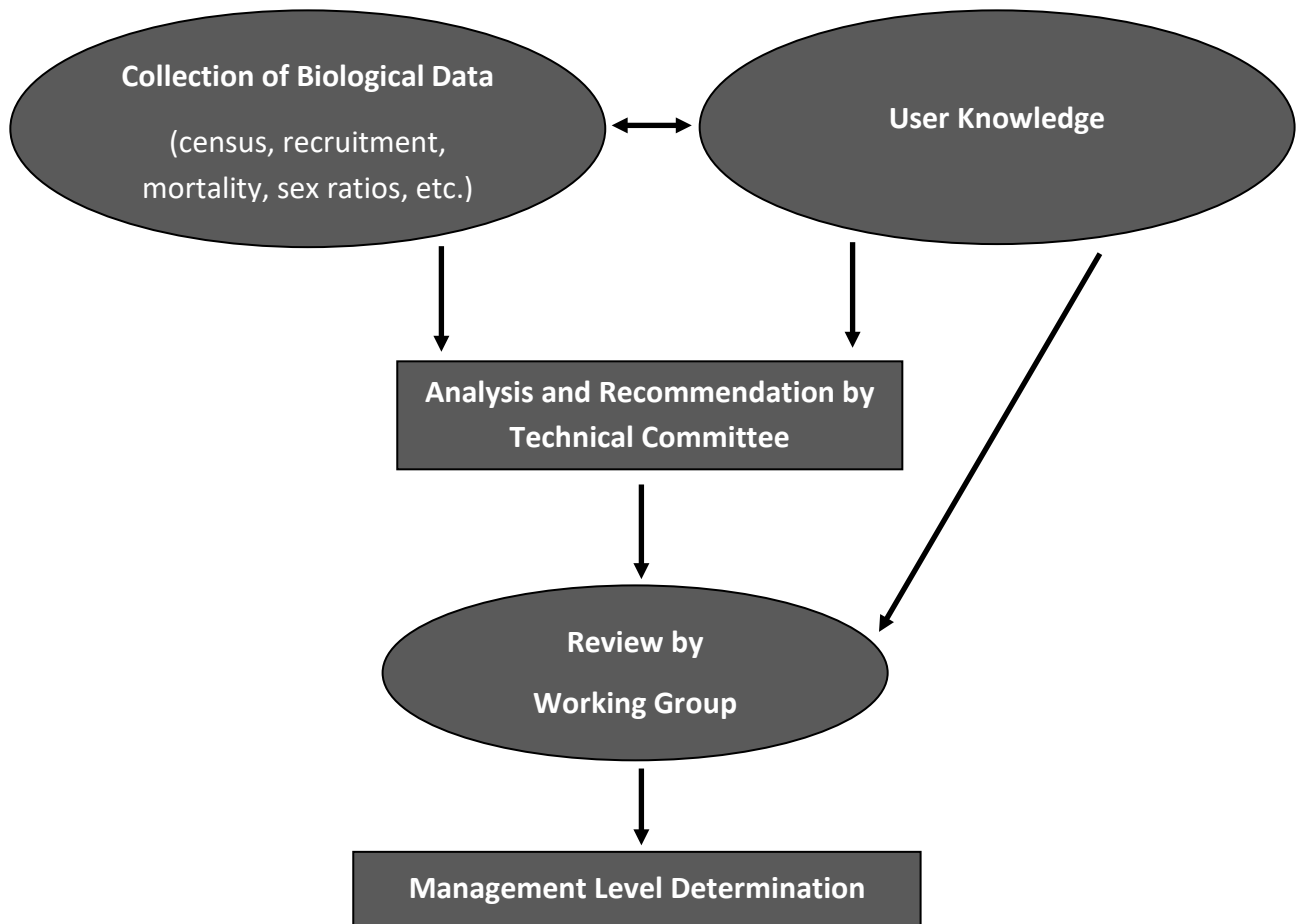 Collection of Biological Data
(census, recruitment,
mortality, sex ratios, etc.)
User Knowledge
Analysis and Recommendation by
Technical Committee
Review by
Working Group
Management Level Determination